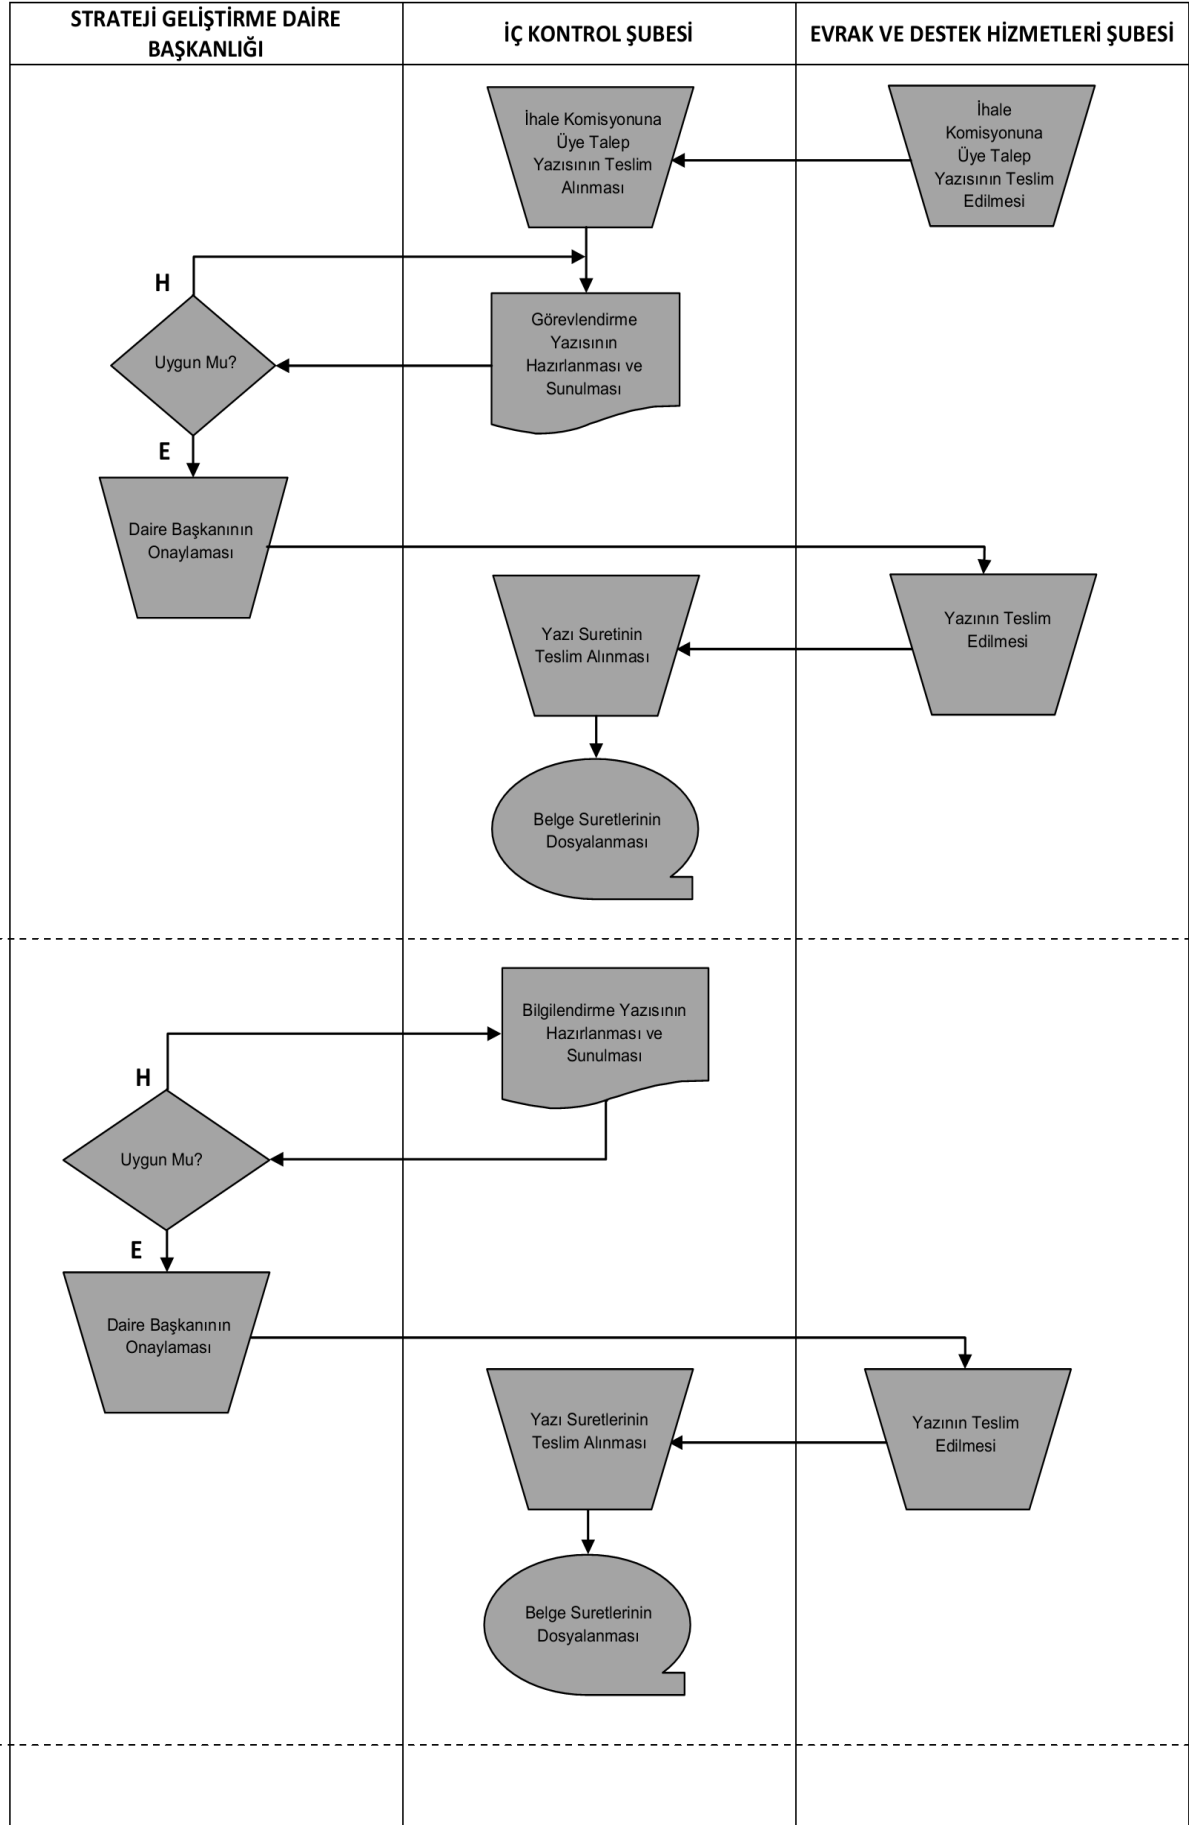 STRATEJİ GELİŞTİRME DAİRE
BAŞKANLIĞI
İÇ KONTROL ŞUBESİ
EVRAK VE DESTEK HİZMETLERİ ŞUBESİ
İhale Komisyonuna
Üye Talep
Yazısının Teslim
Alınması
İhale
Komisyonuna
Üye Talep
Yazısının Teslim
Edilmesi
H
Uygun Mu?
Görevlendirme
Yazısının
Hazırlanması ve
Sunulması
E
Daire Başkanının
Onaylaması
Yazı Suretinin
Teslim Alınması
Yazının Teslim
Edilmesi
Belge Suretlerinin
Dosyalanması
Bilgilendirme Yazısının
Hazırlanması ve
Sunulması
H
Uygun Mu?
E
Daire Başkanının
Onaylaması
Yazı Suretlerinin
Teslim Alınması
Yazının Teslim
Edilmesi
Belge Suretlerinin
Dosyalanması